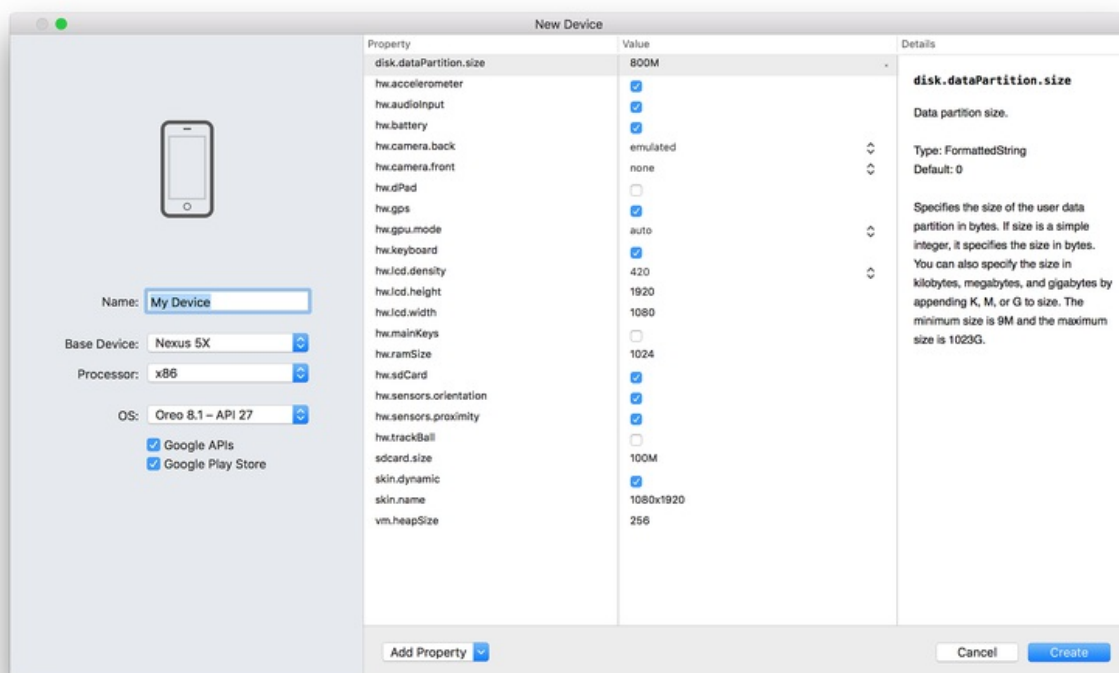 New Device
Name: My Device
Base Device: Nexus 5X
Processor: x86
OS: Oreo 8.1 – API 27
Google APIs
Google Play Store
Property Value Details
disk.dataPartition.size 800M
hw.accelerometer
hw.audioInput
hw.battery
hw.camera.back emulated
hw.camera.front none
hw.dPad
hw.gps
hw.gpu.mode auto
hw.keyboard
hw.lcd.density 420
hw.lcd.height 1920
hw.lcd.width 1080
hw.mainKeys
hw.ramSize 1024
hw.sdCard
hw.sensors.orientation
hw.sensors.proximity
hw.trackBall
sdcard.size 100M
skin.dynamic
skin.name 1080x1920
vm.heapSize 256
disk.dataPartition.size
Data partition size.
Type: FormattedString
Default: 0
Specifies the size of the user data
partition in bytes. If size is a simple
integer, it specifies the size in bytes.
You can also specify the size in
kilobytes, megabytes, and gigabytes by
appending K, M, or G to size. The
minimum size is 9M and the maximum
size is 1023G.
Add Property
Cancel
Create